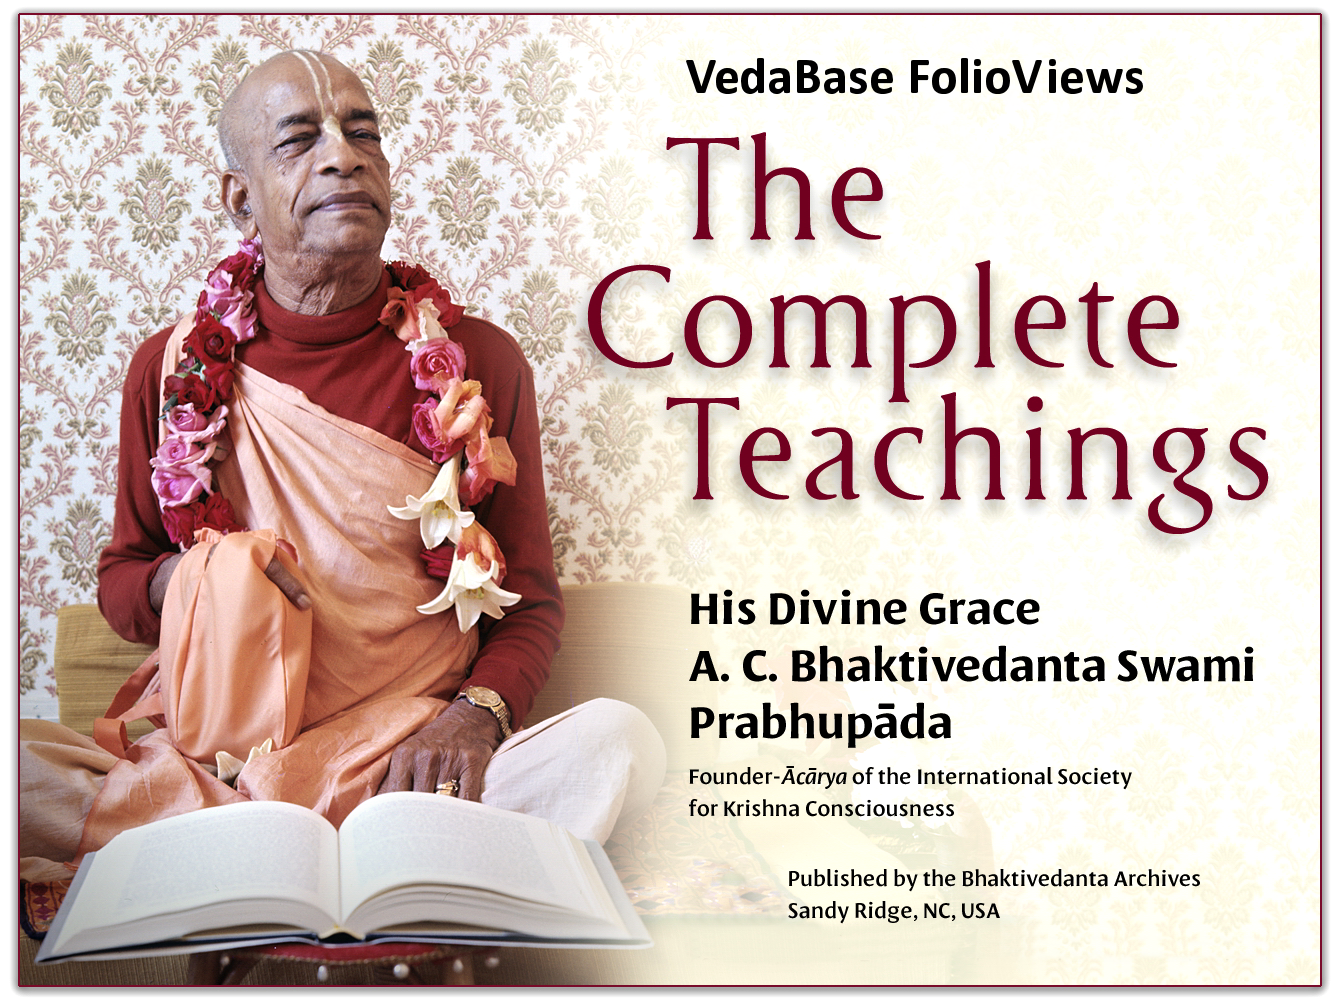 VedaBase FolioViews
The
Complete
Teachings
His Divine Grace
A. C. Bhaktivedanta Swami
Prabhupāda
Founder-Ācārya of the International Society
for Krishna Consciousness
Published by the Bhaktivedanta Archives
Sandy Ridge, NC, USA